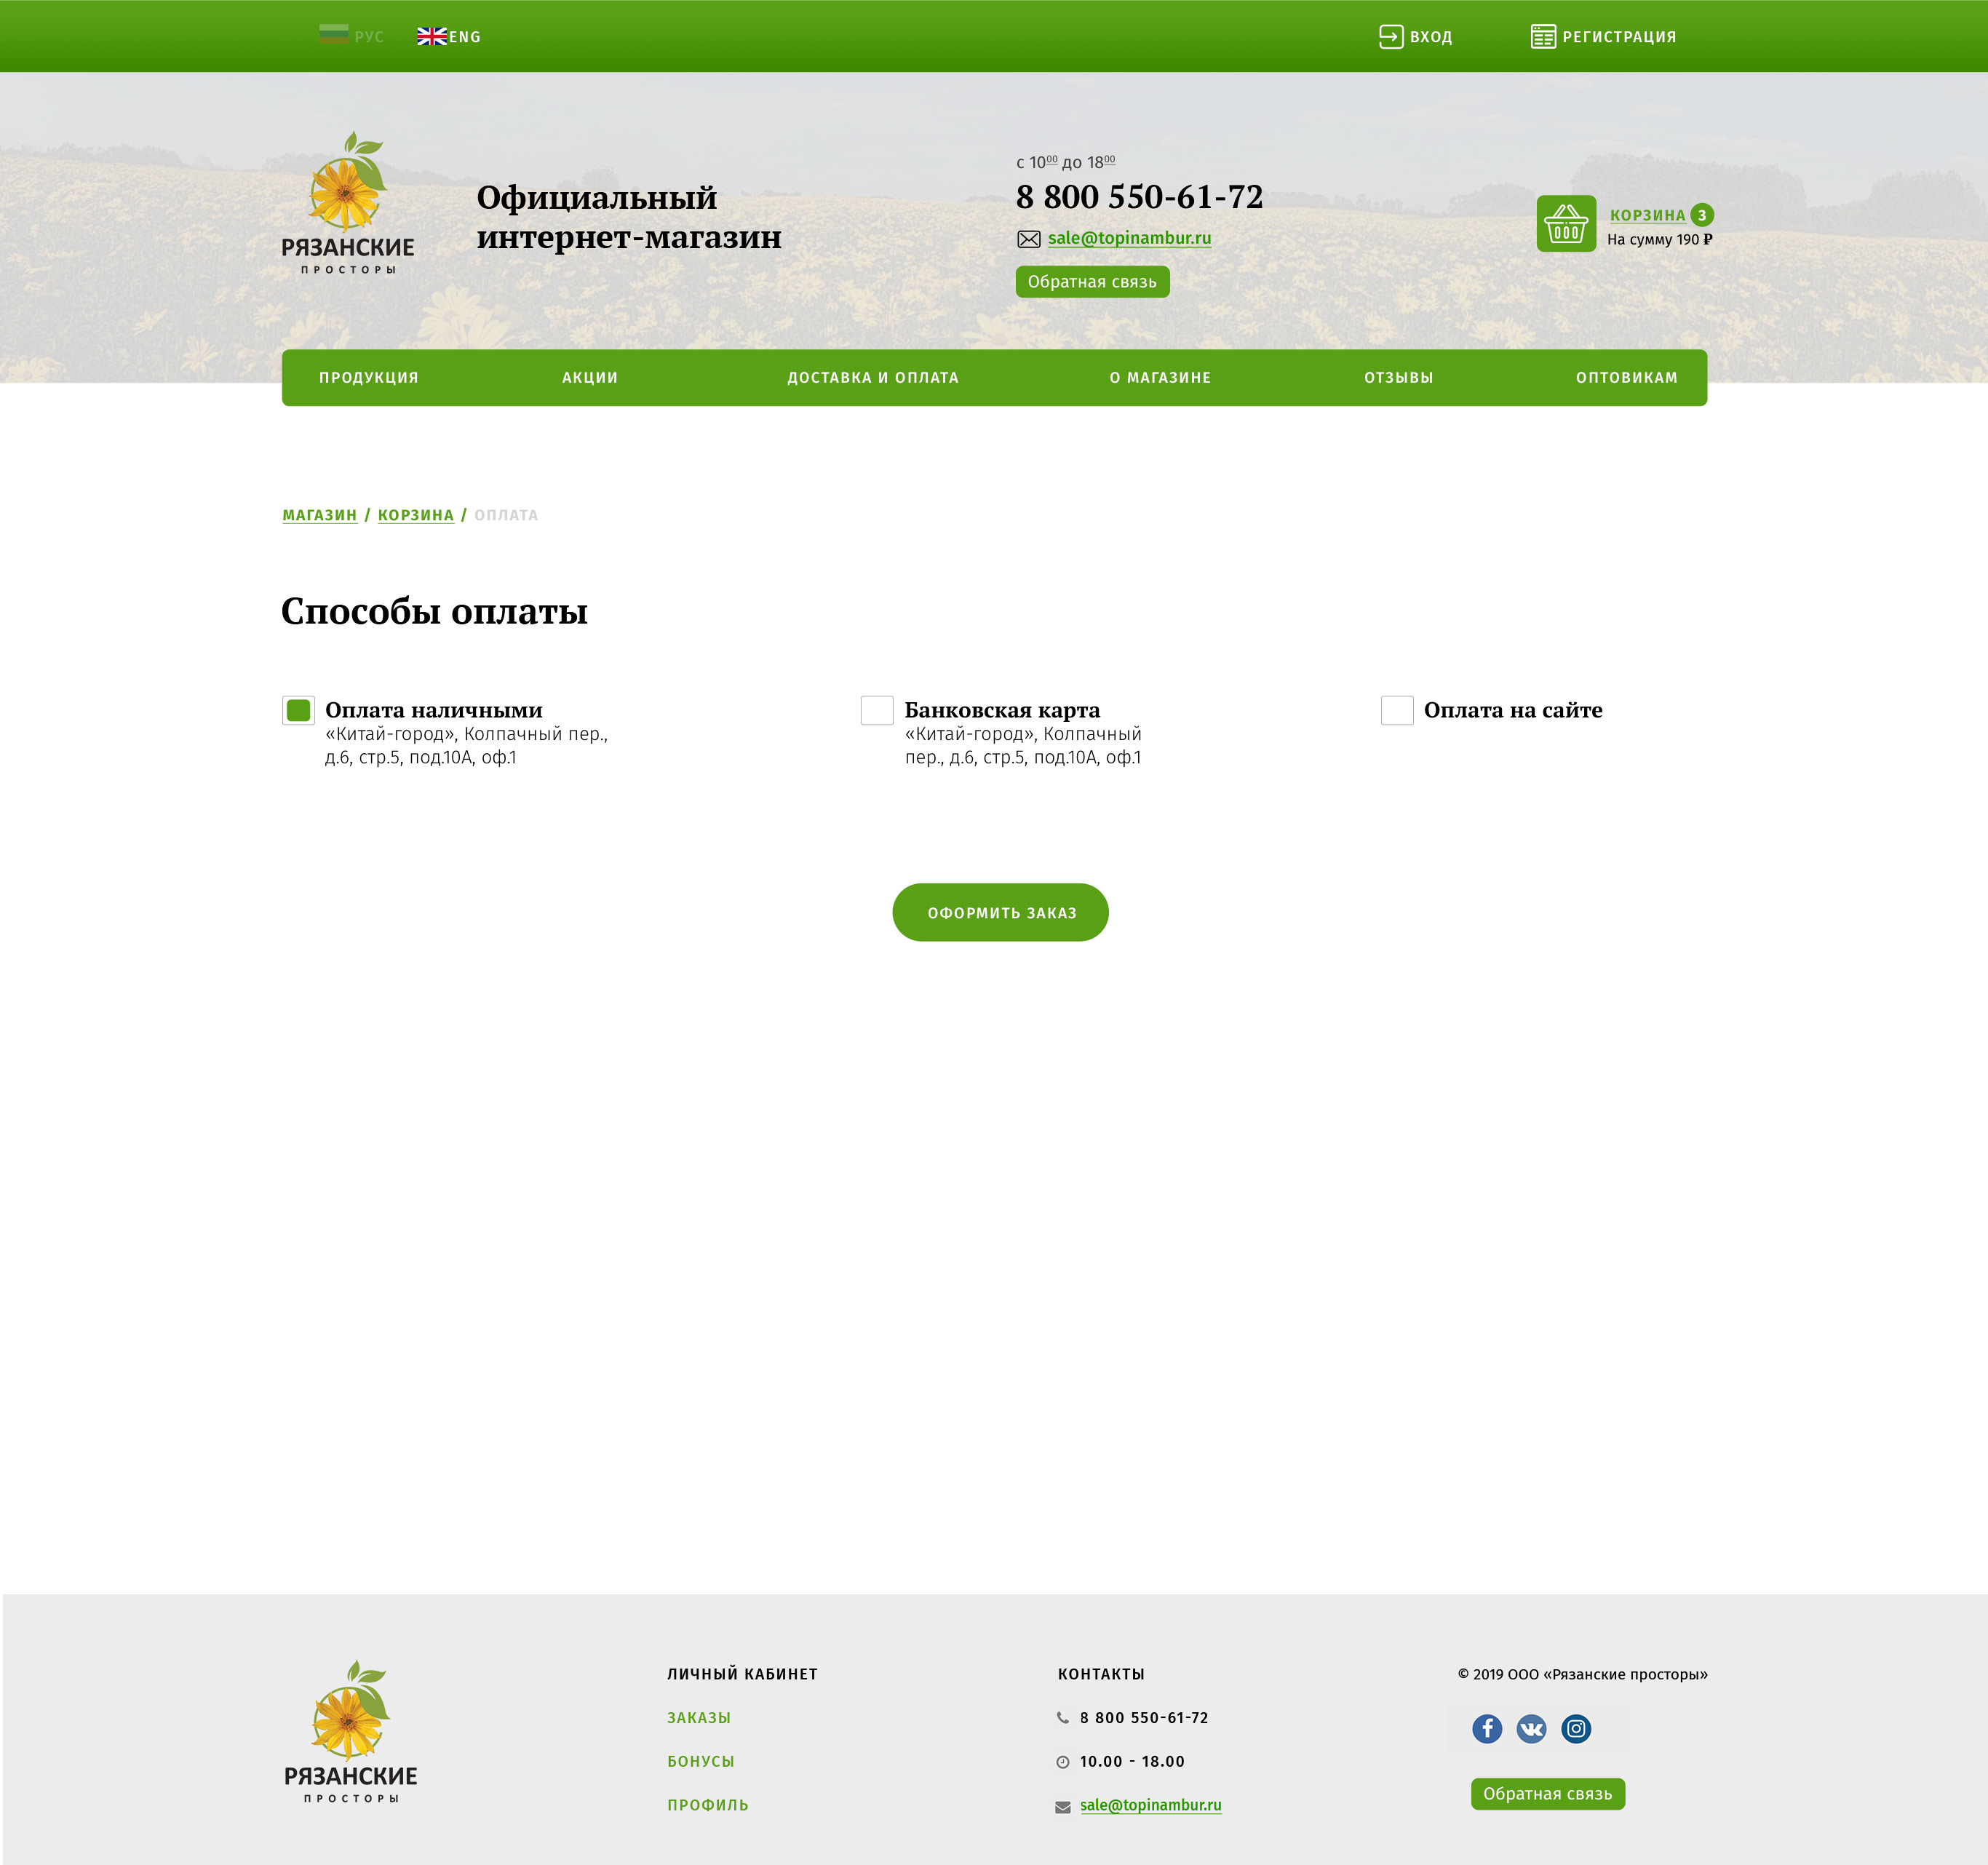 РУС ENG ВХОД РЕГИСТРАЦИЯ
РЯЗАНСКИЕ
ПРОСТОРЫ
Официальный
интернет-магазин
с 10⁰⁰ до 18⁰⁰
8 800 550-61-72
sale@topinambur.ru
Обратная связь
КОРЗИНА 3
На сумму 190 ₽
ПРОДУКЦИЯ АКЦИИ ДОСТАВКА И ОПЛАТА О МАГАЗИНЕ ОТЗЫВЫ ОПТОВИКАМ
МАГАЗИН / КОРЗИНА / ОПЛАТА
Способы оплаты
Оплата наличными
«Китай-город», Колпачный пер.,
д.6, стр.5, под.10А, оф.1
Банковская карта
«Китай-город», Колпачный
пер., д.6, стр.5, под.10А, оф.1
Оплата на сайте
ОФОРМИТЬ ЗАКАЗ
РЯЗАНСКИЕ
ПРОСТОРЫ
ЛИЧНЫЙ КАБИНЕТ
ЗАКАЗЫ
БОНУСЫ
ПРОФИЛЬ
КОНТАКТЫ
8 800 550-61-72
10.00 - 18.00
sale@topinambur.ru
© 2019 ООО «Рязанские просторы»
Обратная связь